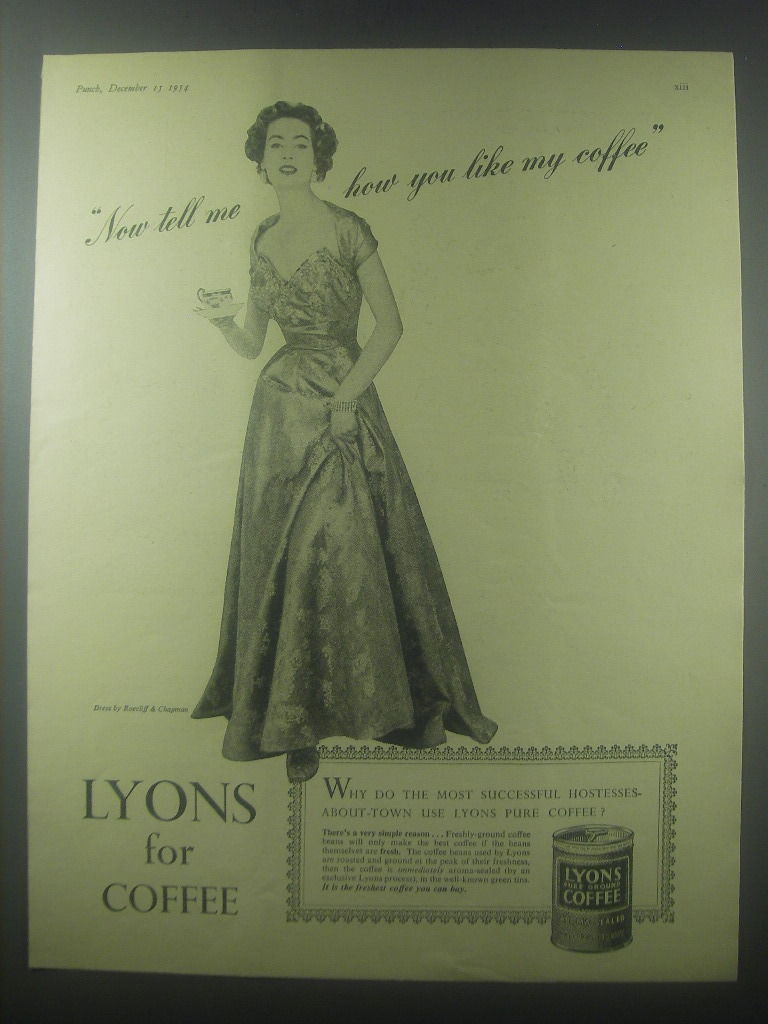 Punch, December 15 1954
xiii
"Now tell me how you like my coffee"
Dress by Roecliff & Chapman
LYONS
for
COFFEE
WHY DO THE MOST SUCCESSFUL HOSTESSES-
ABOUT-TOWN USE LYONS PURE COFFEE?
There's a very simple reason . . . Freshly-ground coffee
beans will only make the best coffee if the beans
themselves are fresh. The coffee beans used by Lyons
are roasted and ground at the peak of their freshness,
then the coffee is immediately aroma-sealed (by an
exclusive Lyons process), in the well-known green tins.
It is the freshest coffee you can buy.
LYONS
PURE GROUND
COFFEE